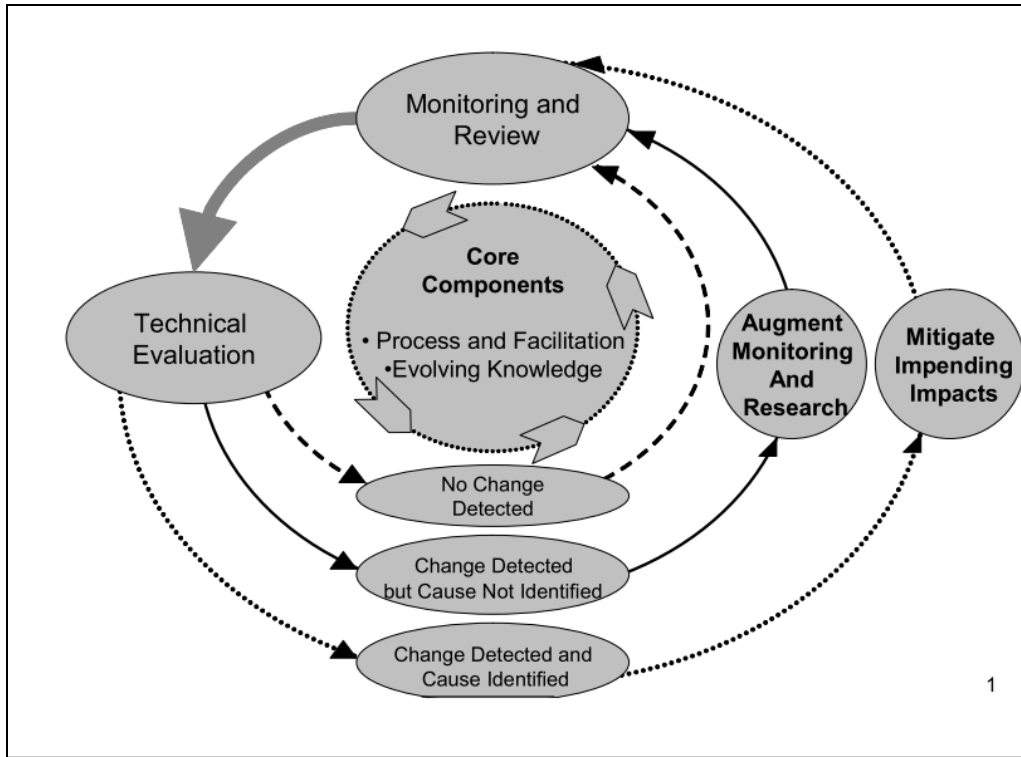 Monitoring and
Review
Core
Components
• Process and Facilitation
•Evolving Knowledge
Technical
Evaluation
Augment
Monitoring
And
Research
Mitigate
Impending
Impacts
No Change
Detected
Change Detected
but Cause Not Identified
Change Detected and
Cause Identified
1